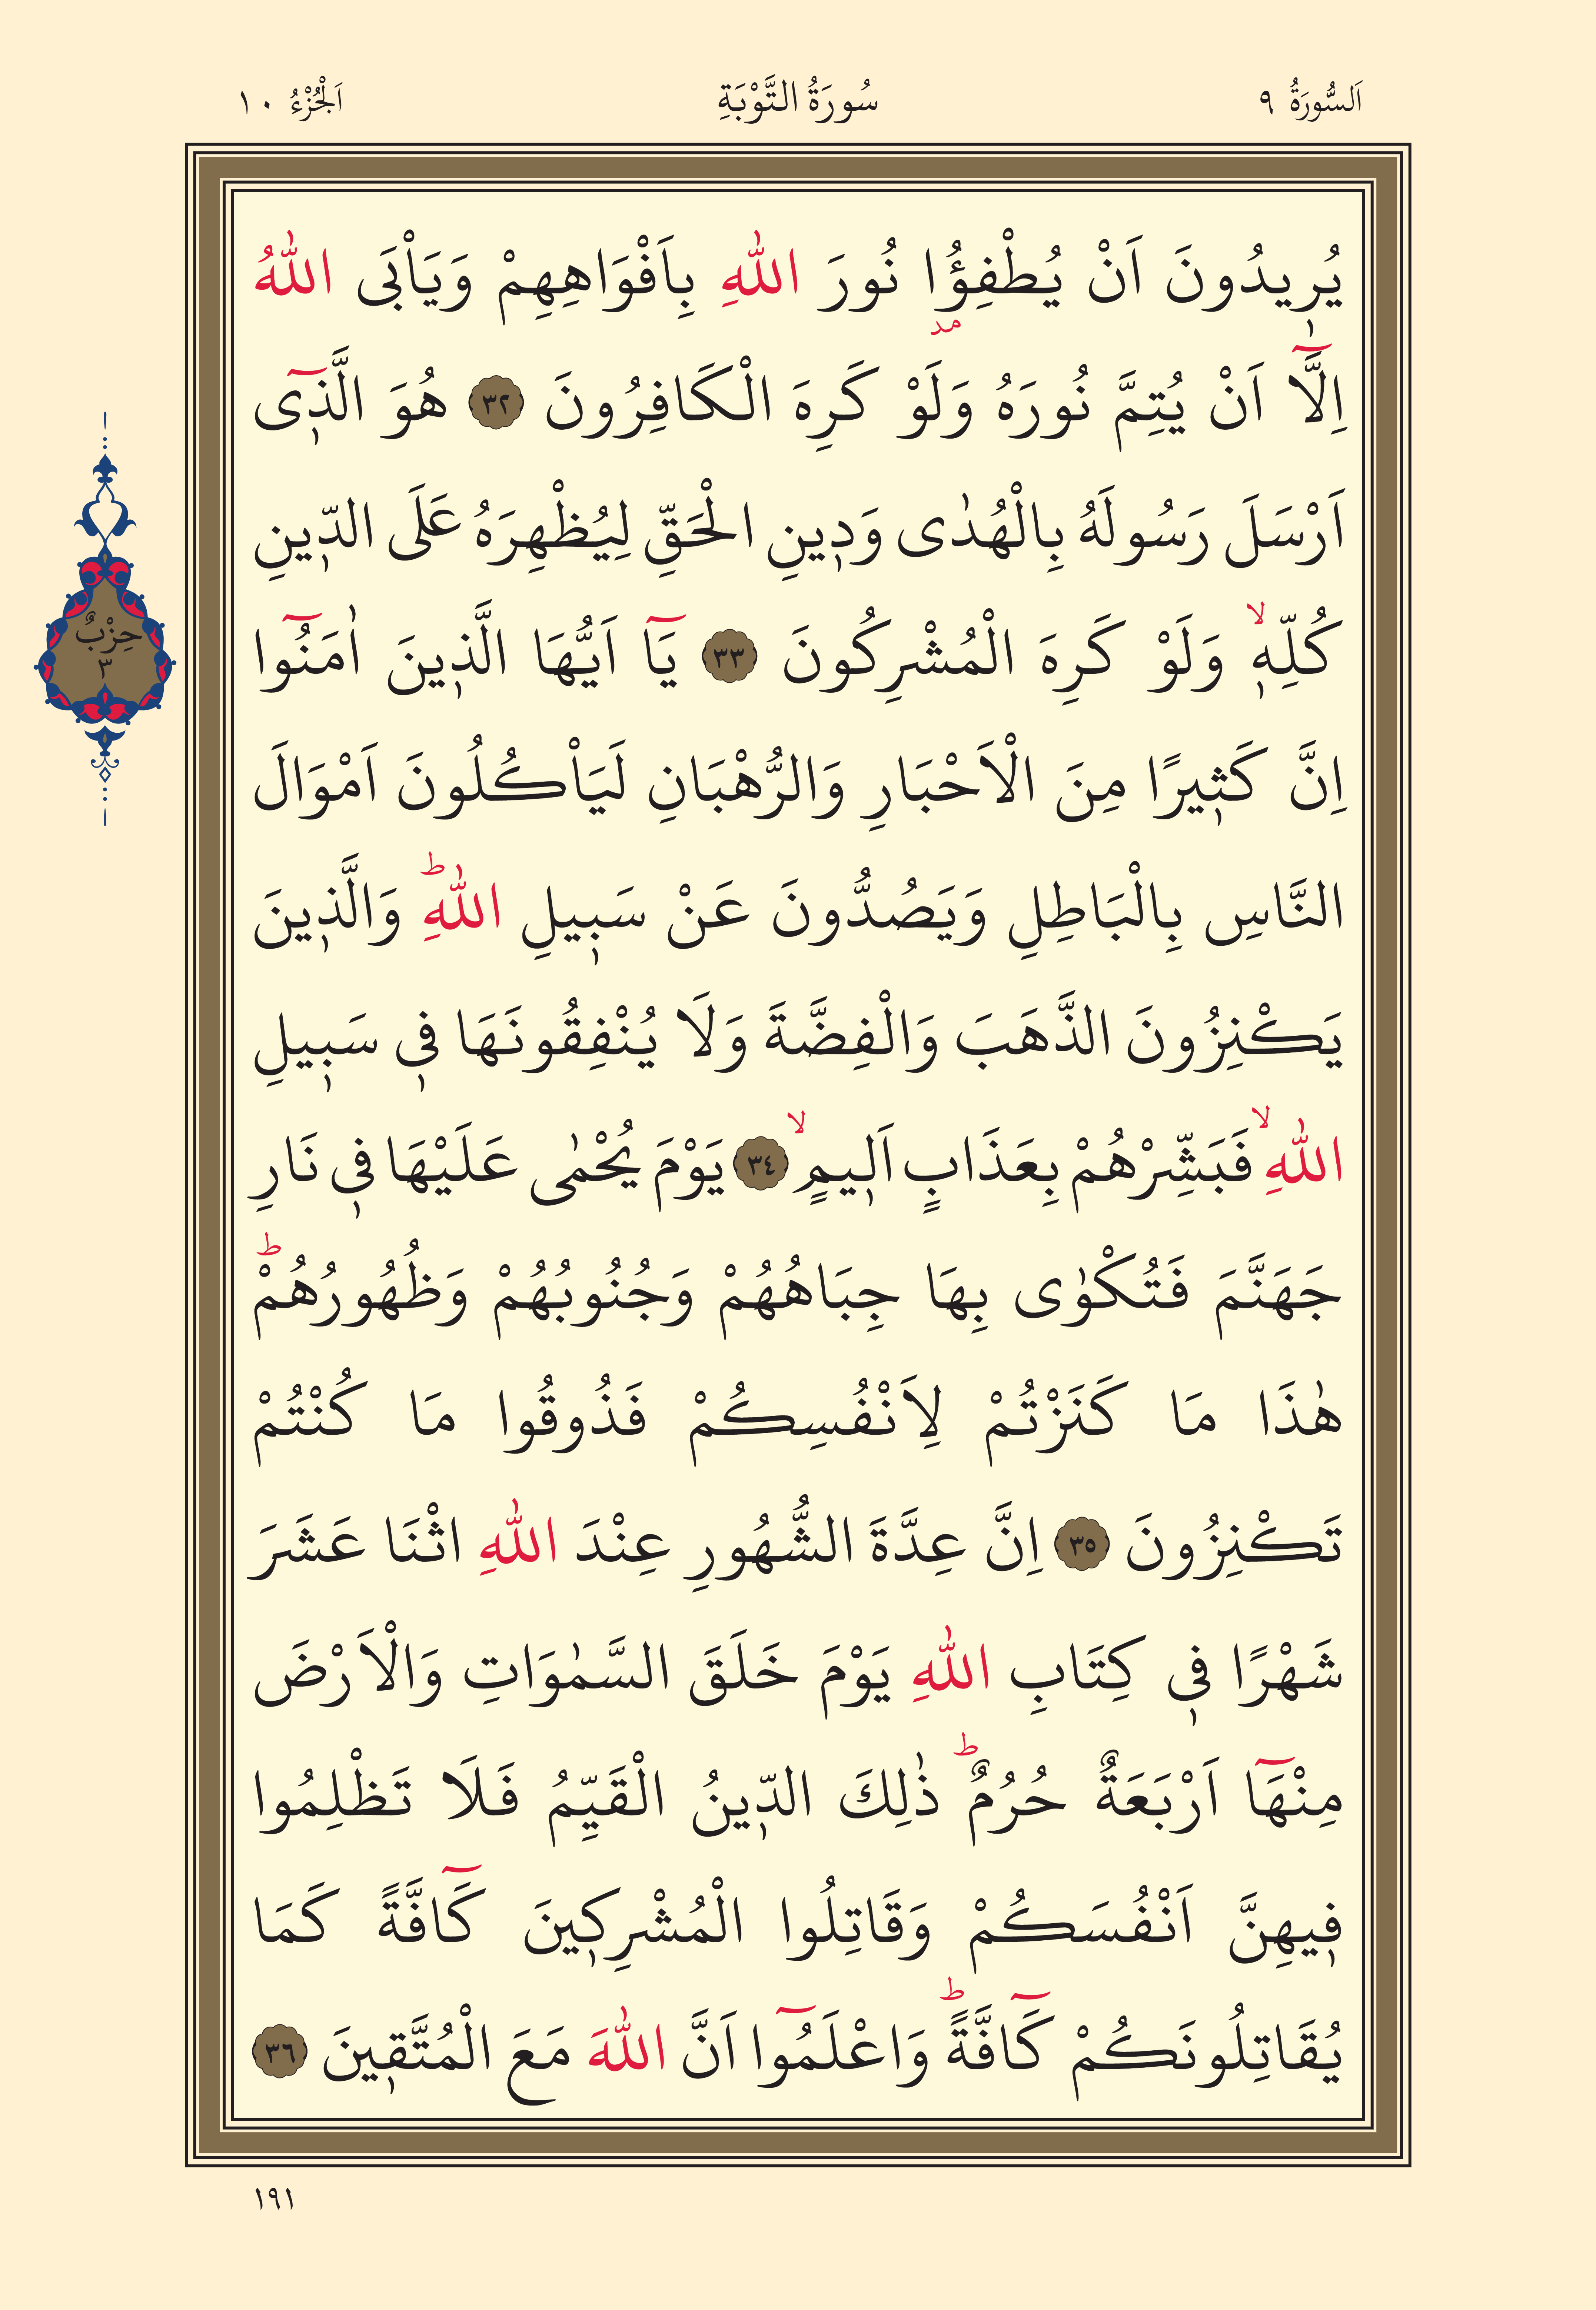 اَلسُّورَةُ ٩
سُورَةُ التَّوْبَةِ
اَلْجُزْءُ ١٠
يُر۪يدُونَ اَنْ يُطْفِؤُ۫ا نُورَ اللّٰهِ بِاَفْوَاهِهِمْ وَيَاْبَى اللّٰهُ
مد
اِلَّٓا اَنْ يُتِمَّ نُورَهُ وَلَوْ كَرِهَ الْكَافِرُونَ ٣٢ هُوَ الَّذ۪ٓى
اَرْسَلَ رَسُولَهُ بِالْهُدٰى وَد۪ينِ الْحَقِّ لِيُظْهِرَهُ عَلَى الدّ۪ينِ
كُلِّه۪ۙ وَلَوْ كَرِهَ الْمُشْرِكُونَ ٣٣ يَٓا اَيُّهَا الَّذ۪ينَ اٰمَنُٓوا
حِزْبٌ
٣
اِنَّ كَث۪يرًا مِنَ الْاَحْبَارِ وَالرُّهْبَانِ لَيَاْكُلُونَ اَمْوَالَ
النَّاسِ بِالْبَاطِلِ وَيَصُدُّونَ عَنْ سَب۪يلِ اللّٰهِؕ وَالَّذ۪ينَ
يَكْنِزُونَ الذَّهَبَ وَالْفِضَّةَ وَلَا يُنْفِقُونَهَا ف۪ى سَب۪يلِ
اللّٰهِۙ فَبَشِّرْهُمْ بِعَذَابٍ اَل۪يمٍۙ ٣٤ يَوْمَ يُحْمٰى عَلَيْهَا ف۪ى نَارِ
جَهَنَّمَ فَتُكْوٰى بِهَا جِبَاهُهُمْ وَجُنُوبُهُمْ وَظُهُورُهُمْؕ
هٰذَا مَا كَنَزْتُمْ لِاَنْفُسِكُمْ فَذُوقُوا مَا كُنْتُمْ
تَكْنِزُونَ ٣٥ اِنَّ عِدَّةَ الشُّهُورِ عِنْدَ اللّٰهِ اثْنَا عَشَرَ
شَهْرًا ف۪ى كِتَابِ اللّٰهِ يَوْمَ خَلَقَ السَّمٰوَاتِ وَالْاَرْضَ
مِنْهَٓا اَرْبَعَةٌ حُرُمٌؕ ذٰلِكَ الدّ۪ينُ الْقَيِّمُ فَلَا تَظْلِمُوا
ف۪يهِنَّ اَنْفُسَكُمْ وَقَاتِلُوا الْمُشْرِك۪ينَ كَٓافَّةً كَمَا
يُقَاتِلُونَكُمْ كَٓافَّةًؕ وَاعْلَمُٓوا اَنَّ اللّٰهَ مَعَ الْمُتَّق۪ينَ ٣٦
١٩١